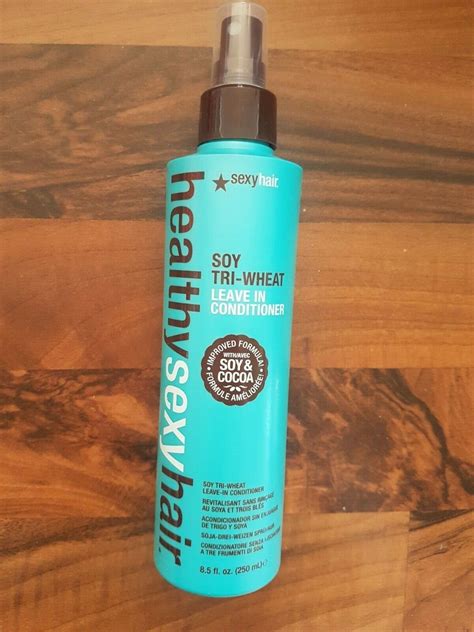 ★sexyhair.
healthysexyhair.
SOY
TRI-WHEAT
LEAVE IN
CONDITIONER
IMPROVED FORMULA!
WITH/AVEC
SOY &
COCOA
FORMULE AMÉLIORÉE!
SOY TRI-WHEAT
LEAVE-IN CONDITIONER
REVITALISANT SANS RINÇAGE
AU SOYA ET TROIS BLÉS
ACONDICIONADOR SIN ENJUAGUE
DE TRIGO Y SOYA
SOJA-DREI-WEIZEN
CONDIZIONATORE SENZA
A TRE FRUMENTI DI SOIA
8.5 fl. oz. (250 mL)